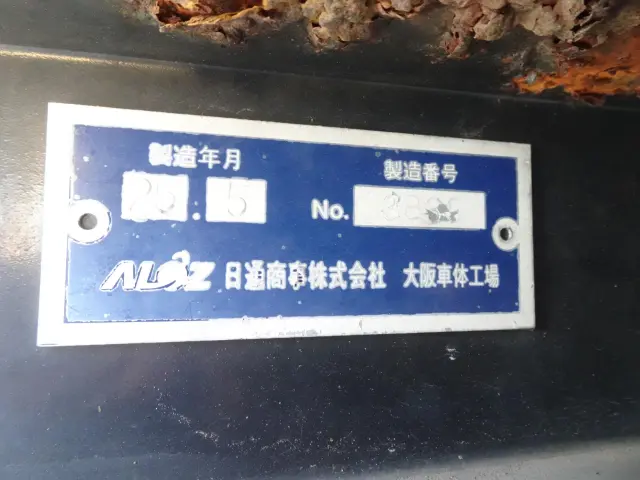 製造年月 製造番号
20.5 No.
日通商事株式会社 大阪車体工場